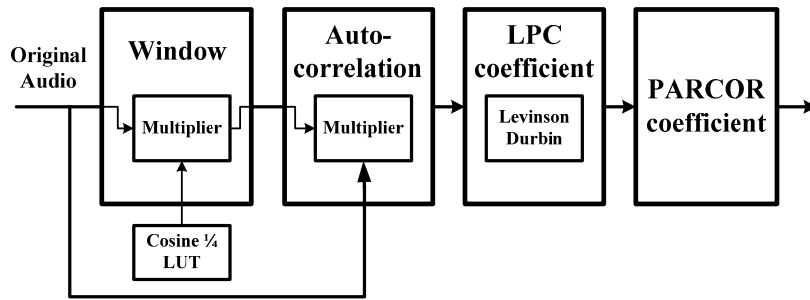 Original
Audio
Window
Multiplier
Cosine ¼
LUT
Auto-
correlation
Multiplier
LPC
coefficient
Levinson
Durbin
PARCOR
coefficient